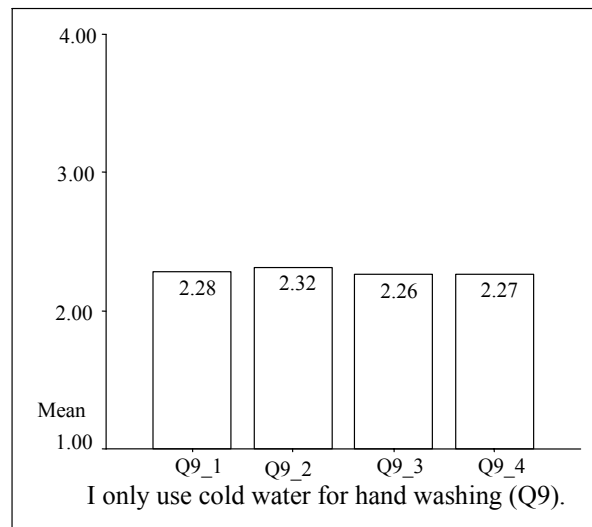 4.00
3.00
2.00
Mean
1.00
2.28
2.32
2.26
2.27
Q9_1
Q9_2
Q9_3
Q9_4
I only use cold water for hand washing (Q9).